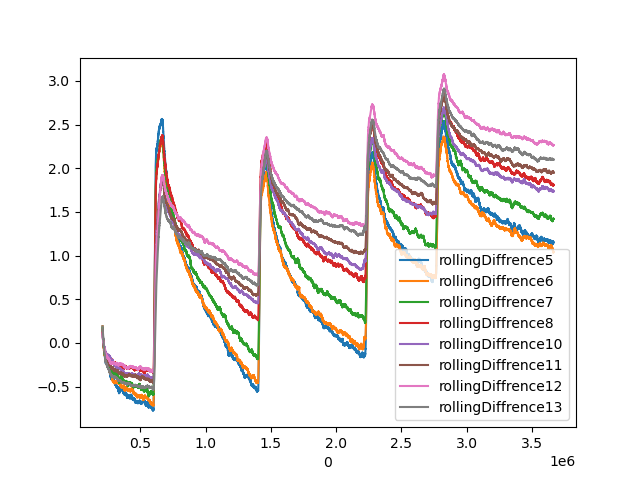 3.0
2.5
2.0
1.5
1.0
0.5
0.0
−0.5
rollingDiffrence5
rollingDiffrence6
rollingDiffrence7
rollingDiffrence8
rollingDiffrence10
rollingDiffrence11
rollingDiffrence12
rollingDiffrence13
0.5 1.0 1.5 2.0 2.5 3.0 3.5
0 1e6